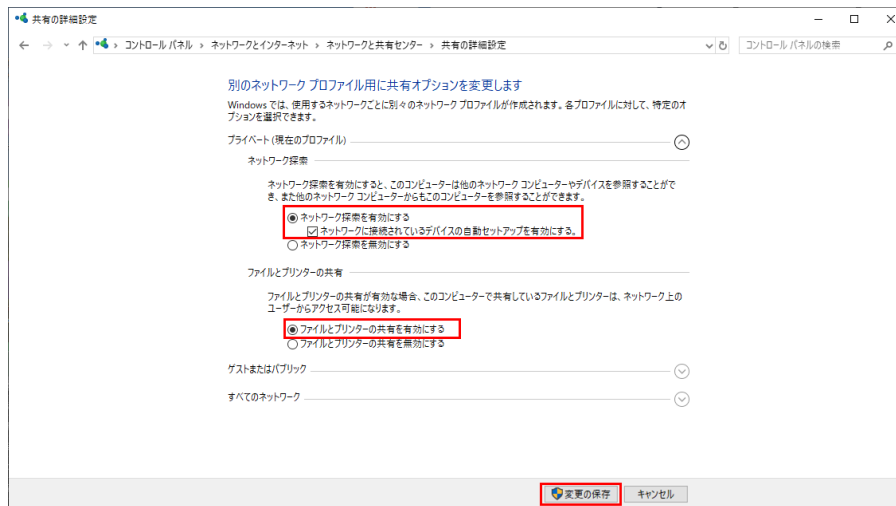 共有の詳細設定
コントロール パネル › ネットワークとインターネット › ネットワークと共有センター › 共有の詳細設定
コントロール パネルの検索
別のネットワーク プロファイル用に共有オプションを変更します
Windows では、使用するネットワークごとに別々のネットワーク プロファイルが作成されます。各プロファイルに対して、特定のオ
プションを選択できます。
プライベート (現在のプロファイル)
ネットワーク探索
ネットワーク探索を有効にすると、このコンピューターは他のネットワーク コンピューターやデバイスを参照することがで
き、また他のネットワーク コンピューターからもこのコンピューターを参照することができます。
ネットワーク探索を有効にする
ネットワークに接続されているデバイスの自動セットアップを有効にする。
ネットワーク探索を無効にする
ファイルとプリンターの共有
ファイルとプリンターの共有が有効な場合、このコンピューターで共有しているファイルとプリンターは、ネットワーク上の
ユーザーからアクセス可能になります。
ファイルとプリンターの共有を有効にする
ファイルとプリンターの共有を無効にする
ゲストまたはパブリック
すべてのネットワーク
変更の保存
キャンセル